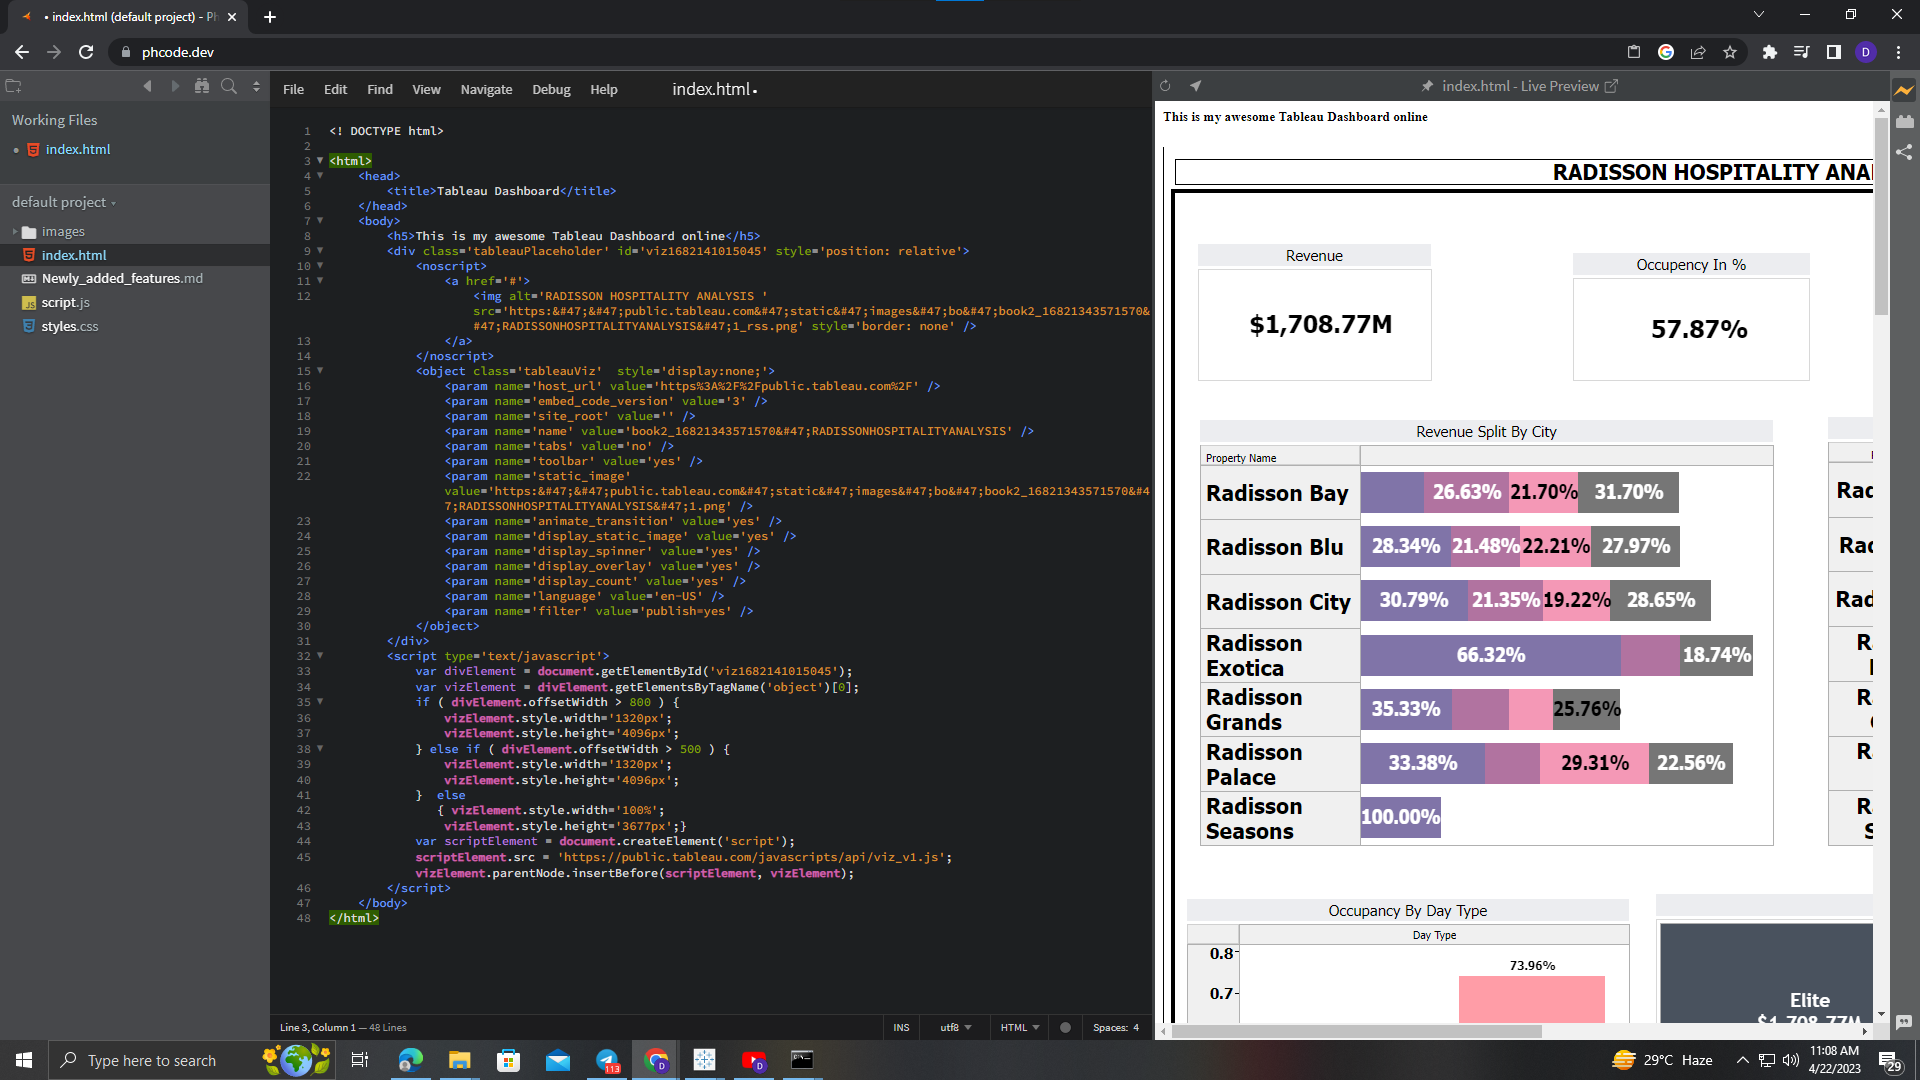 index.html (default project) - Ph
phcode.dev
D
File Edit Find View Navigate Debug Help
index.html
index.html - Live Preview
Working Files
index.html
default project
images
index.html
Newly_added_features.md
script.js
styles.css
1 <! DOCTYPE html>
2
3 <html>
4 <head>
5 <title>Tableau Dashboard</title>
6 </head>
7 <body>
8 <h5>This is my awesome Tableau Dashboard online</h5>
9 <div class='tableauPlaceholder' id='viz1682141015045' style='position: relative'>
10 <noscript>
11 <a href='#'>
12 <img alt='RADISSON HOSPITALITY ANALYSIS '
src='https:&#47;&#47;public.tableau.com&#47;static&#47;images&#47;bo&#47;book2_16821343571570&
#47;RADISSONHOSPITALITYANALYSIS&#47;1_rss.png' style='border: none' />
13 </a>
14 </noscript>
15 <object class='tableauViz'  style='display:none;'>
16 <param name='host_url' value='https%3A%2F%2Fpublic.tableau.com%2F' />
17 <param name='embed_code_version' value='3' />
18 <param name='site_root' value='' />
19 <param name='name' value='book2_16821343571570&#47;RADISSONHOSPITALITYANALYSIS' />
20 <param name='tabs' value='no' />
21 <param name='toolbar' value='yes' />
22 <param name='static_image'
value='https:&#47;&#47;public.tableau.com&#47;static&#47;images&#47;bo&#47;book2_16821343571570&#4
7;RADISSONHOSPITALITYANALYSIS&#47;1.png' />
23 <param name='animate_transition' value='yes' />
24 <param name='display_static_image' value='yes' />
25 <param name='display_spinner' value='yes' />
26 <param name='display_overlay' value='yes' />
27 <param name='display_count' value='yes' />
28 <param name='language' value='en-US' />
29 <param name='filter' value='publish=yes' />
30 </object>
31 </div>
32 <script type='text/javascript'>
33 var divElement = document.getElementById('viz1682141015045');
34 var vizElement = divElement.getElementsByTagName('object')[0];
35 if ( divElement.offsetWidth > 800 ) {
36 vizElement.style.width='1320px';
37 vizElement.style.height='4096px';
38 } else if ( divElement.offsetWidth > 500 ) {
39 vizElement.style.width='1320px';
40 vizElement.style.height='4096px';
41 }  else
42 { vizElement.style.width='100%';
43 vizElement.style.height='3677px';}
44 var scriptElement = document.createElement('script');
45 scriptElement.src = 'https://public.tableau.com/javascripts/api/viz_v1.js';
vizElement.parentNode.insertBefore(scriptElement, vizElement);
46 </script>
47 </body>
48 </html>
Line 3, Column 1 — 48 Lines
INS utf8 HTML Spaces: 4
This is my awesome Tableau Dashboard online
RADISSON HOSPITALITY ANA
Revenue
$1,708.77M
Occupency In %
57.87%
Revenue Split By City
Property Name
Radisson Bay 26.63% 21.70% 31.70%
Radisson Blu 28.34% 21.48% 22.21% 27.97%
Radisson City 30.79% 21.35% 19.22% 28.65%
Radisson
Exotica 66.32% 18.74%
Radisson
Grands 35.33% 25.76%
Radisson
Palace 33.38% 29.31% 22.56%
Radisson
Seasons 100.00%
Rad
Rad
Rad
Occupancy By Day Type
Day Type
0.8
73.96%
0.7
Elite
$1,708.77M
Type here to search
113
29°C Haze
11:08 AM
4/22/2023
29